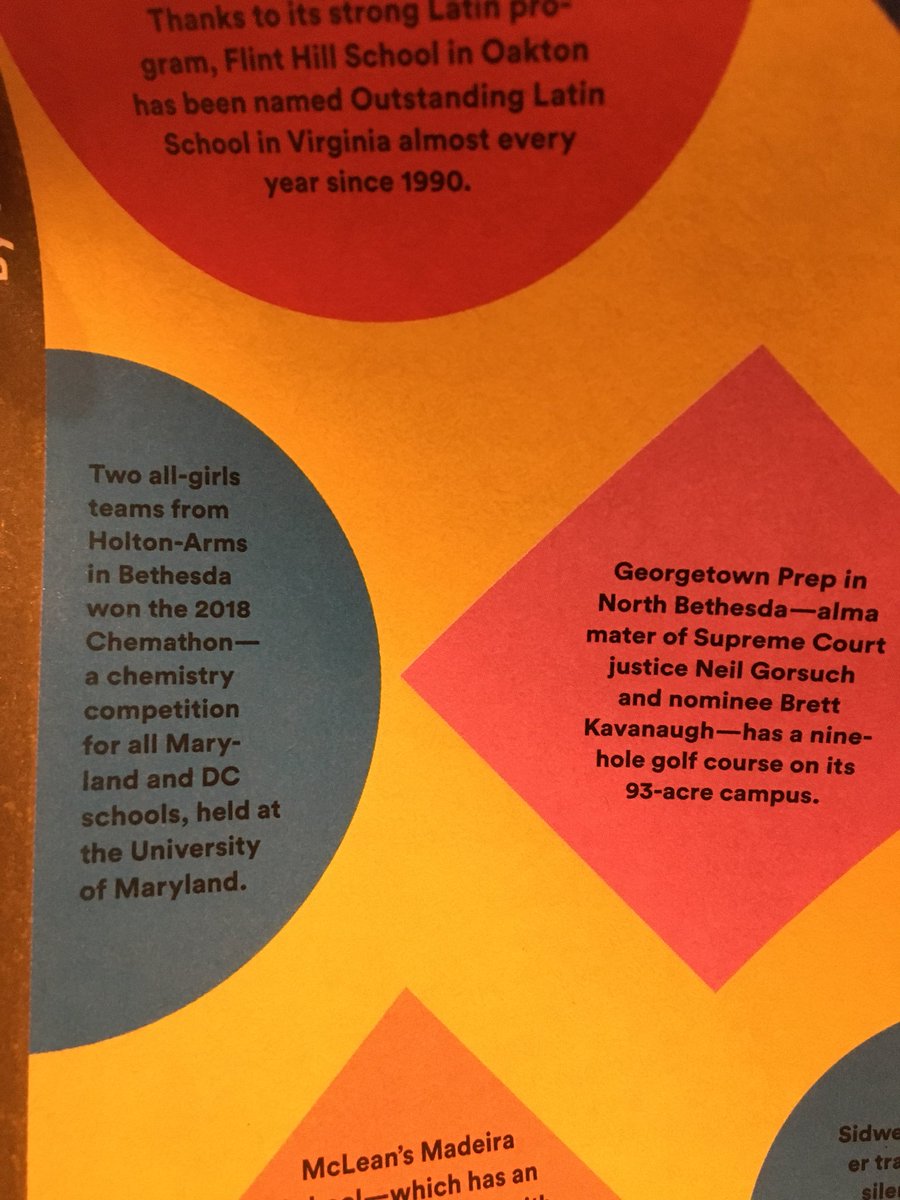 Thanks to its strong Latin pro-
gram, Flint Hill School in Oakton
has been named Outstanding Latin
School in Virginia almost every
year since 1990.
Two all-girls
teams from
Holton-Arms
in Bethesda
won the 2018
Chemathon—
a chemistry
competition
for all Mary-
land and DC
schools, held at
the University
of Maryland.
Georgetown Prep in
North Bethesda—alma
mater of Supreme Court
justice Neil Gorsuch
and nominee Brett
Kavanaugh—has a nine-
hole golf course on its
93-acre campus.
McLean's Madeira
which has an